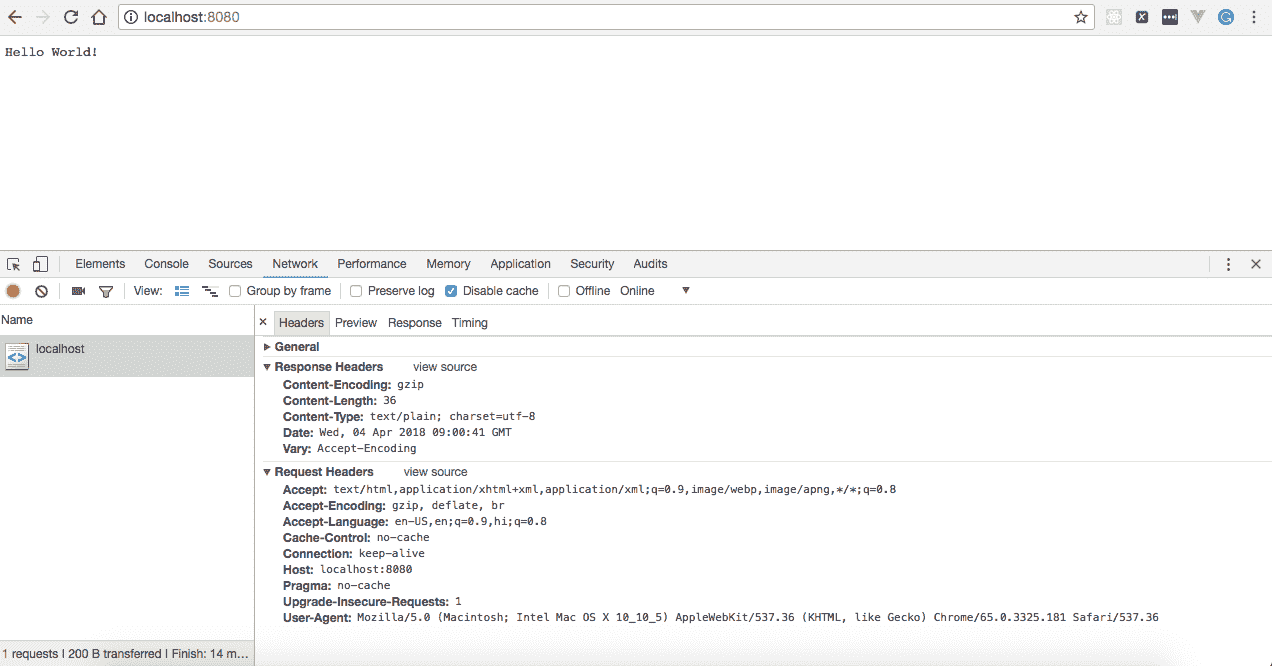 localhost:8080
Hello World!
Elements Console Sources Network Performance Memory Application Security Audits
View: Group by frame Preserve log Disable cache Offline Online
Name
Headers Preview Response Timing
localhost
General
Response Headers view source
Content-Encoding: gzip
Content-Length: 36
Content-Type: text/plain; charset=utf-8
Date: Wed, 04 Apr 2018 09:00:41 GMT
Vary: Accept-Encoding
Request Headers view source
Accept: text/html,application/xhtml+xml,application/xml;q=0.9,image/webp,image/apng,*/*;q=0.8
Accept-Encoding: gzip, deflate, br
Accept-Language: en-US,en;q=0.9,hi;q=0.8
Cache-Control: no-cache
Connection: keep-alive
Host: localhost:8080
Pragma: no-cache
Upgrade-Insecure-Requests: 1
User-Agent: Mozilla/5.0 (Macintosh; Intel Mac OS X 10_10_5) AppleWebKit/537.36 (KHTML, like Gecko) Chrome/65.0.3325.181 Safari/537.36
1 requests | 200 B transferred | Finish: 14 m...